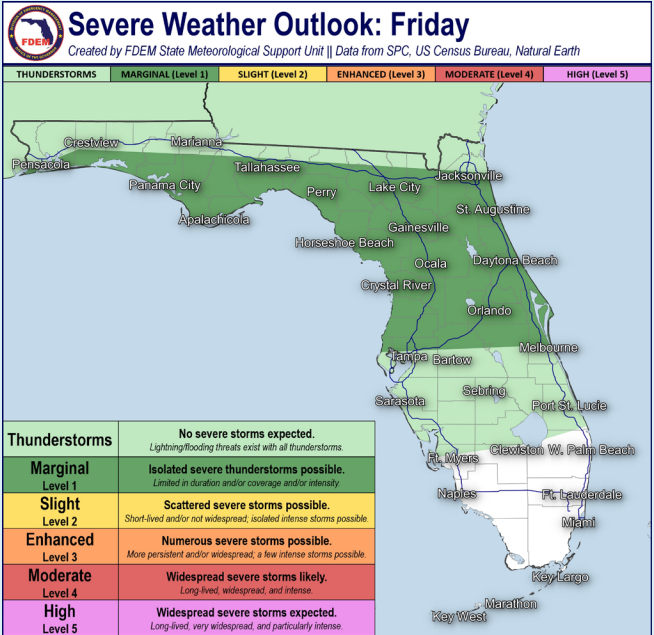 Severe Weather Outlook: Friday
Created by FDEM State Meteorological Support Unit || Data from SPC, US Census Bureau, Natural Earth
FDEM
THUNDERSTORMS MARGINAL (Level 1) SLIGHT (Level 2) ENHANCED (Level 3) MODERATE (Level 4) HIGH (Level 5)
Crestview Marianna
Pensacola
Tallahassee
Jacksonville
Panama City
Perry
Lake City
Apalachicola
St. Augustine
Gainesville
Horseshoe Beach
Ocala
Daytona Beach
Crystal River
Orlando
Melbourne
Tampa
Bartow
Sebring
Sarasota
Port St. Lucie
Clewiston W. Palm Beach
Ft. Myers
Naples
Ft. Lauderdale
Miami
Key Largo
Marathon
Key West
Thunderstorms
No severe storms expected.
Lightning/flooding threats exist with all thunderstorms.
Marginal
Level 1
Isolated severe thunderstorms possible.
Limited in duration and/or coverage and/or intensity.
Slight
Level 2
Scattered severe storms possible.
Short-lived and/or not widespread; isolated intense storms possible.
Enhanced
Level 3
Numerous severe storms possible.
More persistent and/or widespread; a few intense storms possible.
Moderate
Level 4
Widespread severe storms likely.
Long-lived, widespread, and intense.
High
Level 5
Widespread severe storms expected.
Long-lived, very widespread, and particularly intense.